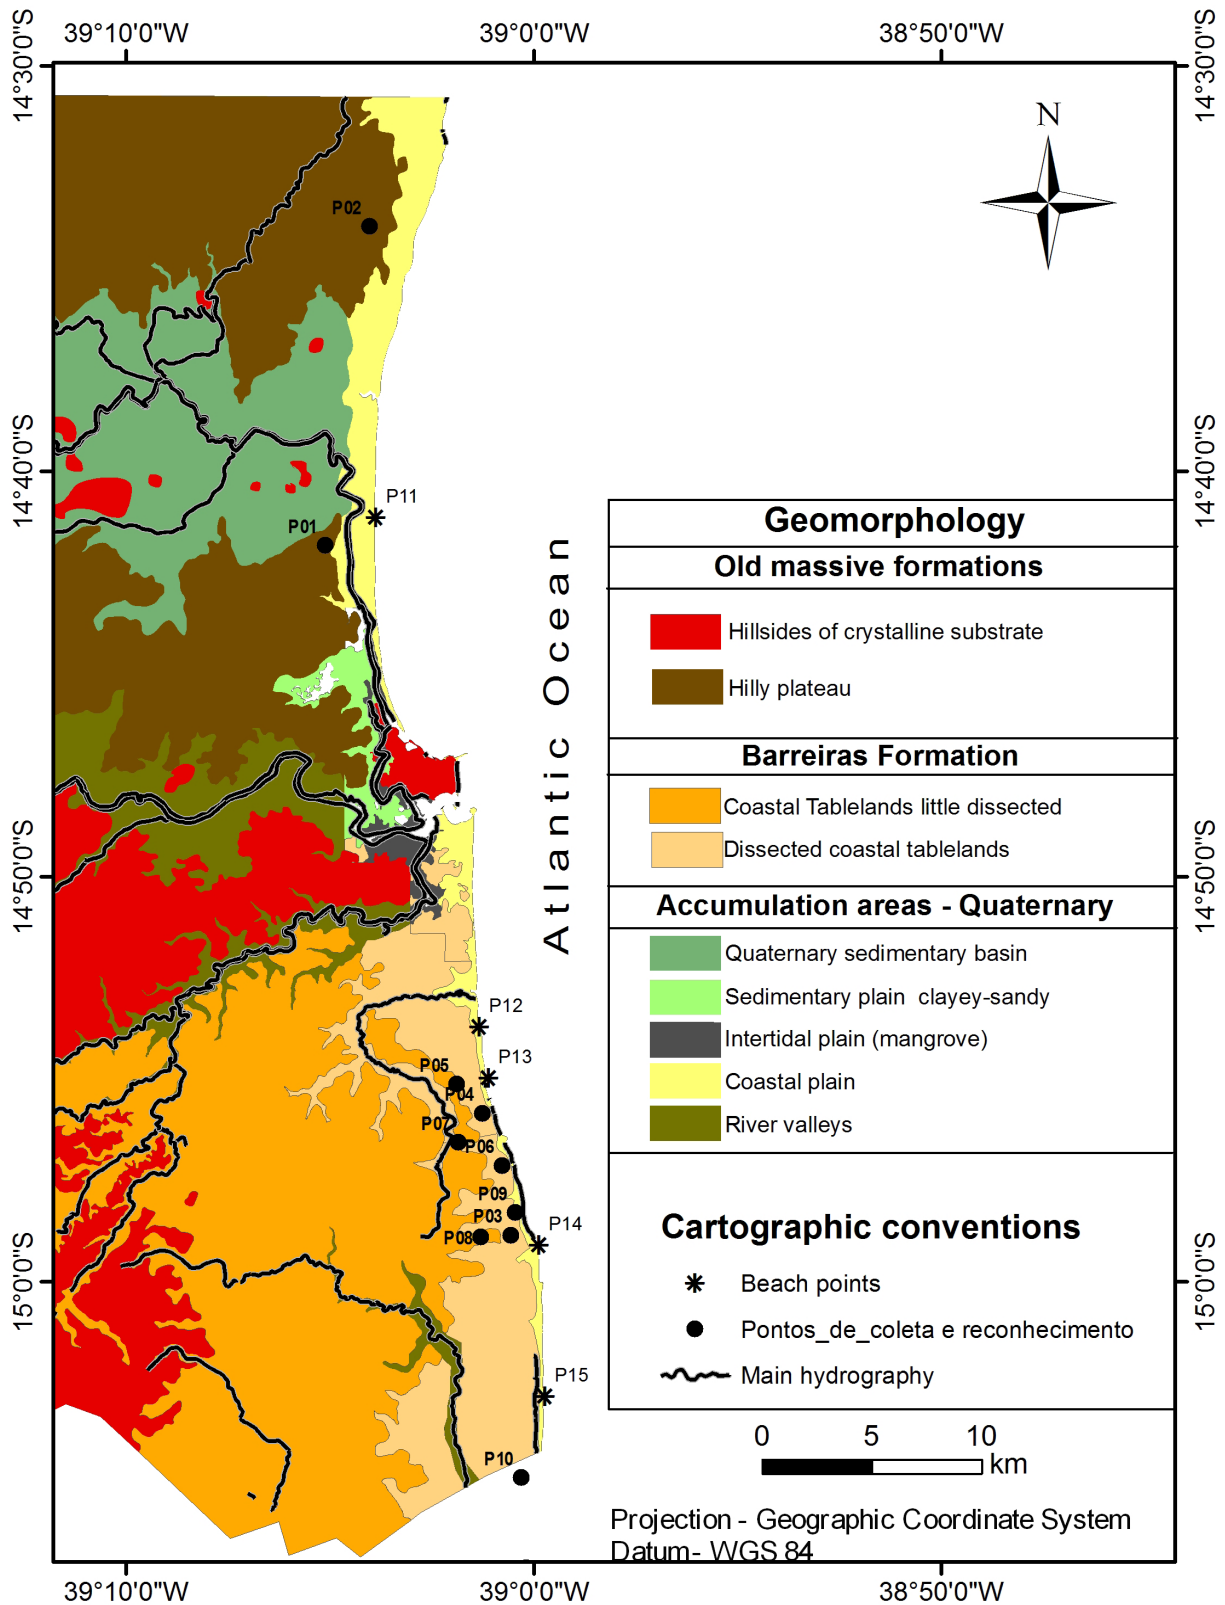 39°10'0"W 39°0'0"W 38°50'0"W
14°30'0"S 14°30'0"S
N
P02
14°40'0"S 14°40'0"S
P11
P01
Atlantic Ocean
Geomorphology
Old massive formations
Hillsides of crystalline substrate
Hilly plateau
Barreiras Formation
Coastal Tablelands little dissected
Dissected coastal tablelands
14°50'0"S 14°50'0"S
Accumulation areas - Quaternary
Quaternary sedimentary basin
Sedimentary plain clayey-sandy
Intertidal plain (mangrove)
Coastal plain
River valleys
P12
P13
P05
P04
P07
P06
P09
P03
P14
P08
15°0'0"S 15°0'0"S
Cartographic conventions
Beach points
Pontos_de_coleta e reconhecimento
Main hydrography
P15
P10
0 5 10
km
Projection - Geographic Coordinate System
Datum- WGS 84
39°10'0"W 39°0'0"W 38°50'0"W